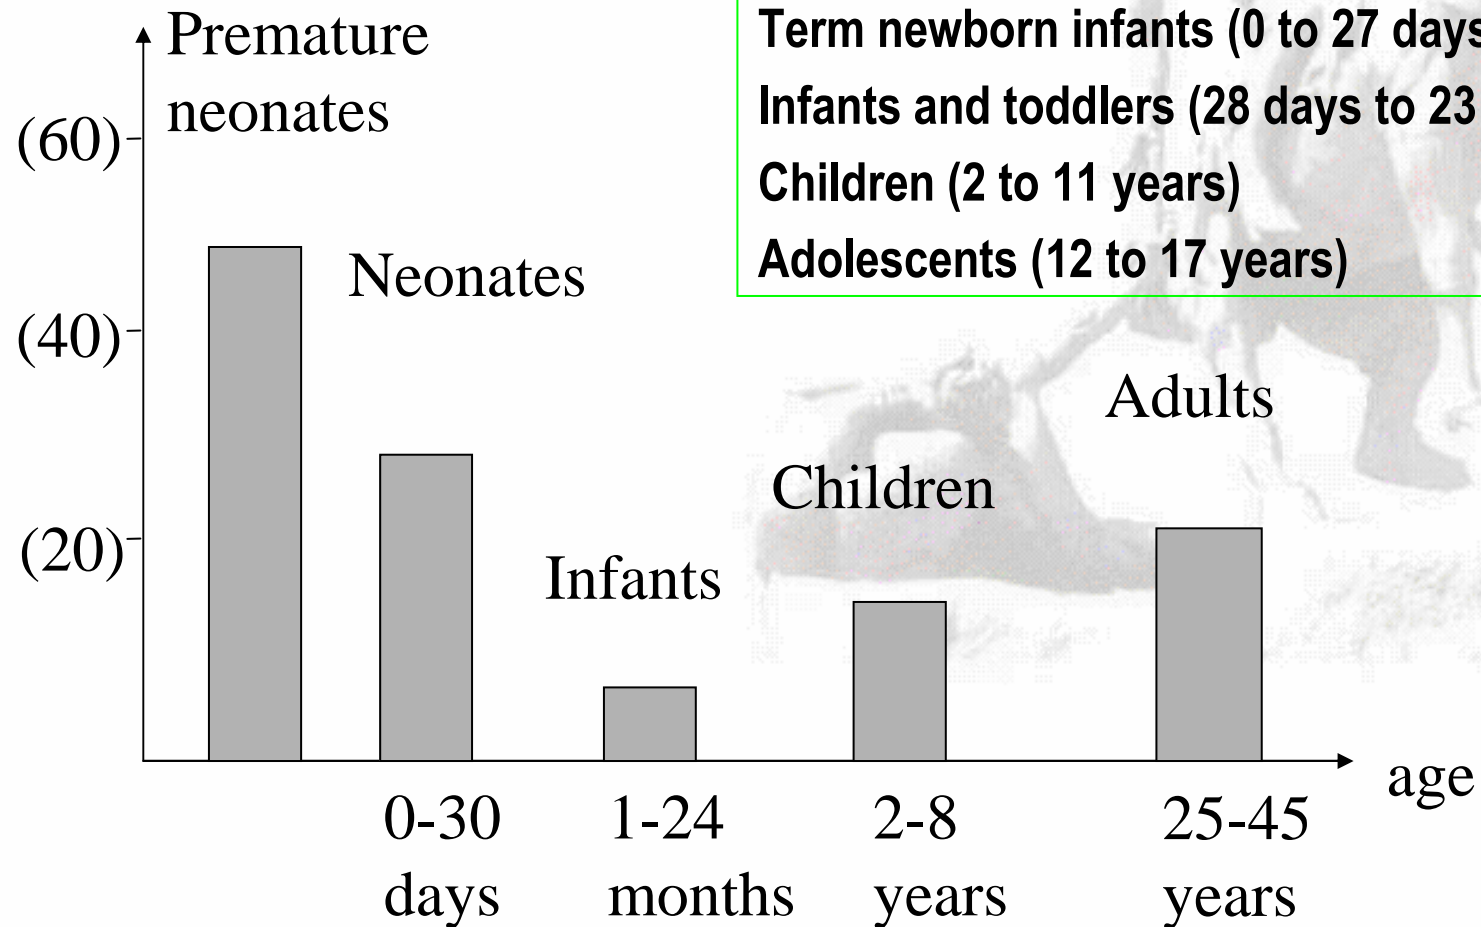 Premature
neonates
Term newborn infants (0 to 27 days
Infants and toddlers (28 days to 23
Children (2 to 11 years)
Adolescents (12 to 17 years)
(60)
(40)
(20)
Neonates
Infants
Children
Adults
age
0-30
days
1-24
months
2-8
years
25-45
years